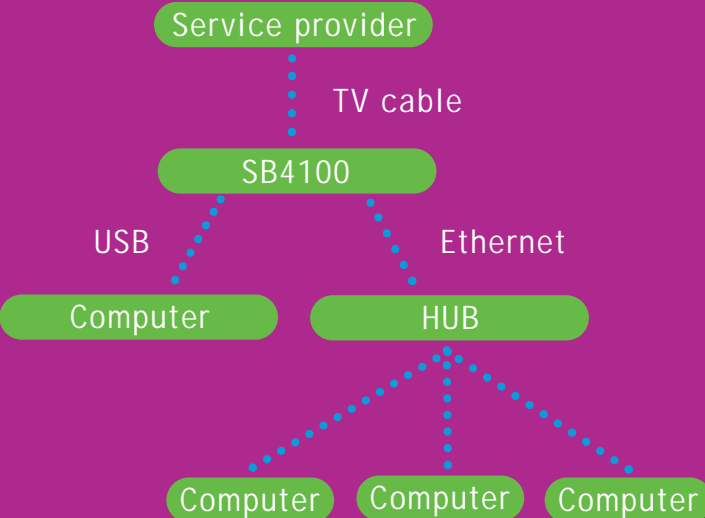 Service provider
TV cable
SB4100
USB
Ethernet
Computer
HUB
Computer
Computer
Computer